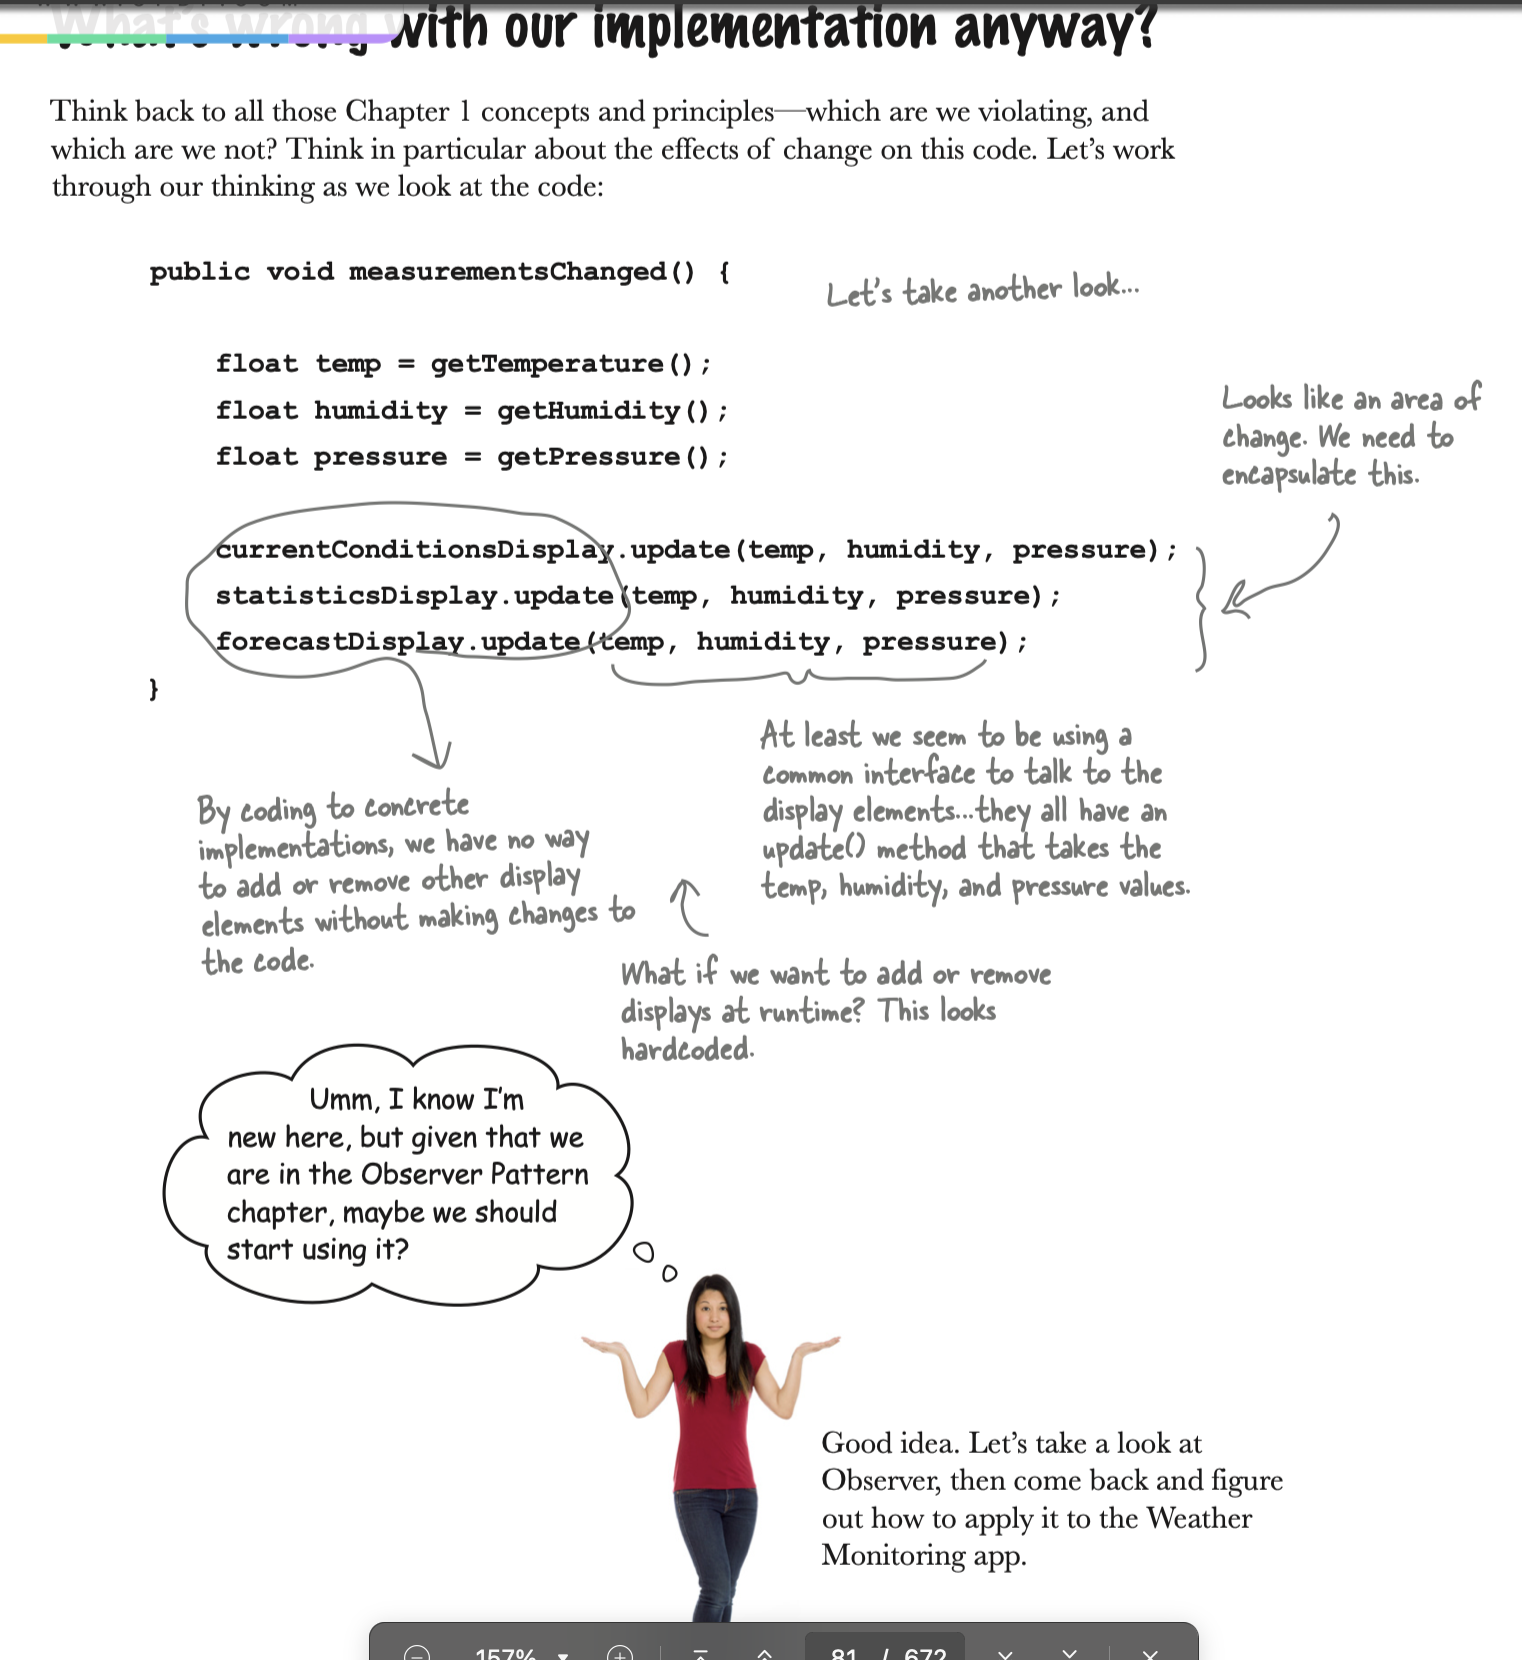 What's wrong with our implementation anyway?
Think back to all those Chapter 1 concepts and principles—which are we violating, and
which are we not? Think in particular about the effects of change on this code. Let's work
through our thinking as we look at the code:
public void measurementsChanged() {
Let's take another look...
float temp = getTemperature();
float humidity = getHumidity();
float pressure = getPressure();
Looks like an area of
change. We need to
encapsulate this.
currentConditionsDisplay.update(temp, humidity, pressure);
statisticsDisplay.update(temp, humidity, pressure);
forecastDisplay.update(temp, humidity, pressure);
}
At least we seem to be using a
common interface to talk to the
display elements...they all have an
update() method that takes the
temp, humidity, and pressure values.
By coding to concrete
implementations, we have no way
to add or remove other display
elements without making changes to
the code.
What if we want to add or remove
displays at runtime? This looks
hardcoded.
Umm, I know I'm
new here, but given that we
are in the Observer Pattern
chapter, maybe we should
start using it?
Good idea. Let's take a look at
Observer, then come back and figure
out how to apply it to the Weather
Monitoring app.
157%
81 / 672